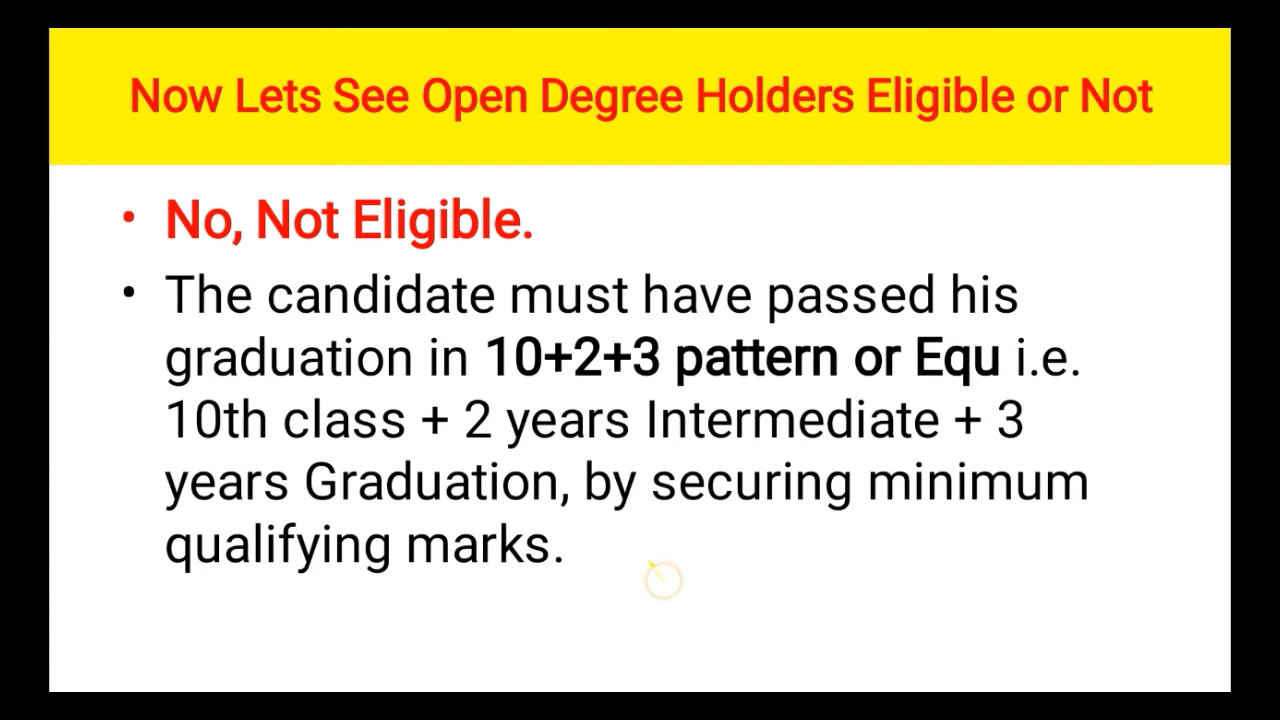 Now Lets See Open Degree Holders Eligible or Not
• No, Not Eligible.
• The candidate must have passed his
graduation in 10+2+3 pattern or Equ i.e.
10th class + 2 years Intermediate + 3
years Graduation, by securing minimum
qualifying marks.